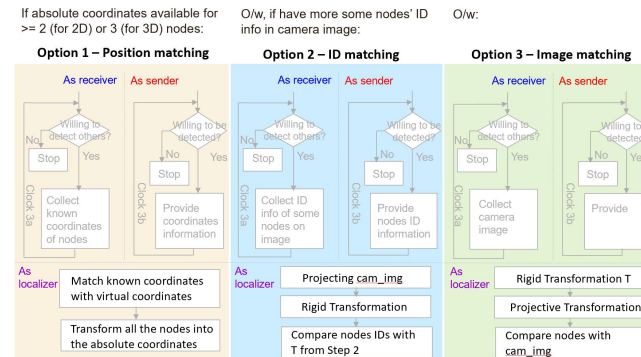 If absolute coordinates available for
>= 2 (for 2D) or 3 (for 3D) nodes:
Option 1 – Position matching
As receiver
As sender
Willing to
detect others?
No
Yes
Stop
Clock 3a
Collect
known
coordinates
of nodes
Willing to be
detected?
No
Yes
Stop
Clock 3b
Provide
coordinates
information
As
localizer
Match known coordinates
with virtual coordinates
Transform all the nodes into
the absolute coordinates
O/w, if have more some nodes' ID
info in camera image:
Option 2 – ID matching
As receiver
As sender
Willing to
detect others?
No
Yes
Stop
Clock 3a
Collect ID
info of some
nodes on
image
Willing to be
detected?
No
Yes
Stop
Clock 3b
Provide
nodes ID
information
As
localizer
Projecting cam_img
Rigid Transformation
Compare nodes IDs with
T from Step 2
O/w:
Option 3 – Image matching
As receiver
As sender
Willing to
detect others?
No
Yes
Stop
Clock 3a
Collect
camera
image
Willing to
detected?
No
Stop
Clock 3b
Provide
As
localizer
Rigid Transformation T
Projective Transformation
Compare nodes with
cam_img